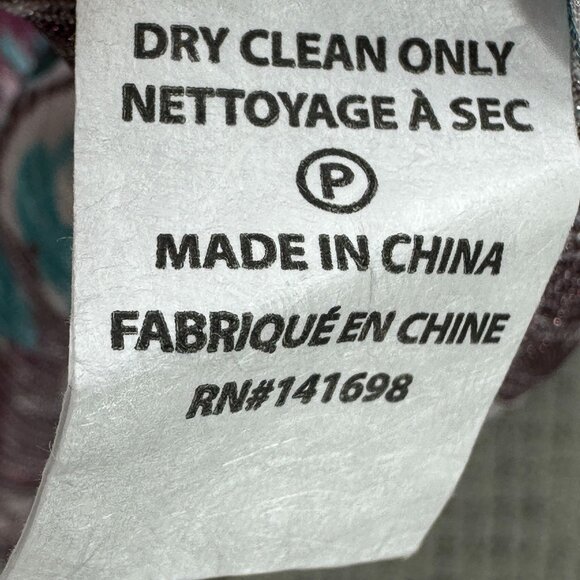 DRY CLEAN ONLY
NETTOYAGE À SEC
P
MADE IN CHINA
FABRIQUÉ EN CHINE
RN#141698